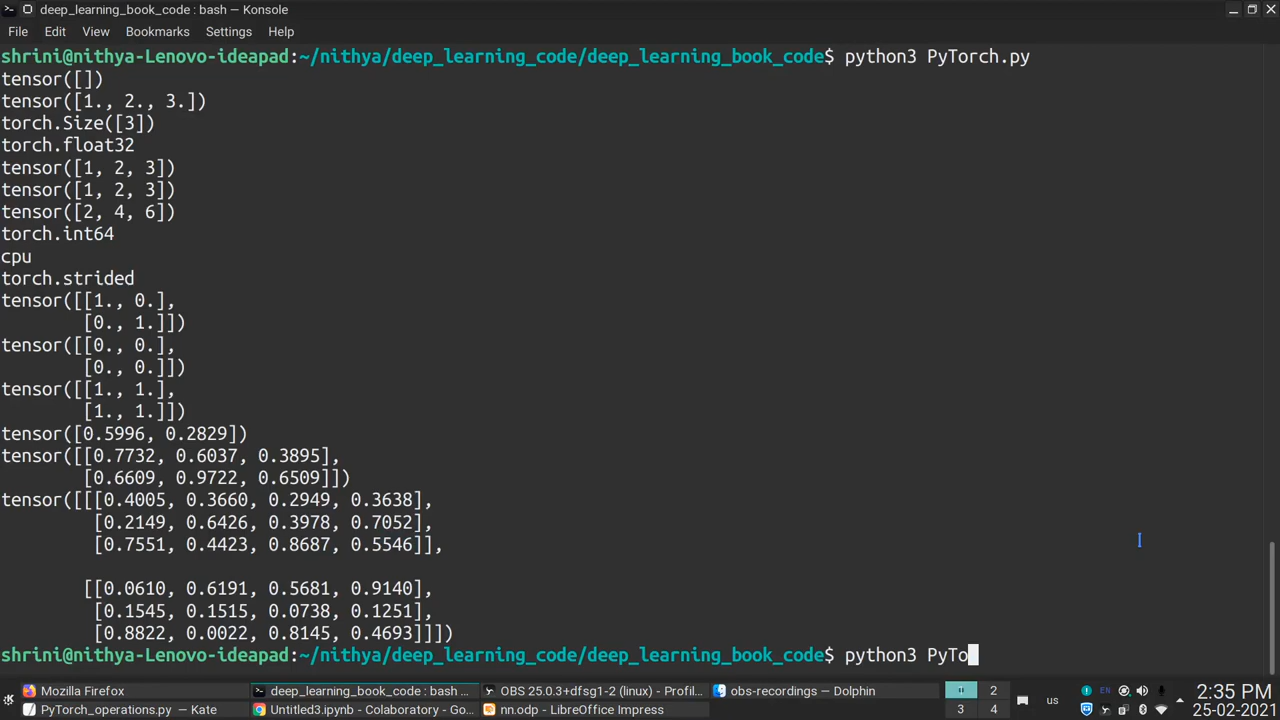 deep_learning_book_code : bash — Konsole
File Edit View Bookmarks Settings Help
shrini@nithya-Lenovo-ideapad:~/nithya/deep_learning_code/deep_learning_book_code$ python3 PyTorch.py
tensor([])
tensor([1., 2., 3.])
torch.Size([3])
torch.float32
tensor([1, 2, 3])
tensor([1, 2, 3])
tensor([2, 4, 6])
torch.int64
cpu
torch.strided
tensor([[1., 0.],
        [0., 1.]])
tensor([[0., 0.],
        [0., 0.]])
tensor([[1., 1.],
        [1., 1.]])
tensor([0.5996, 0.2829])
tensor([[0.7732, 0.6037, 0.3895],
        [0.6609, 0.9722, 0.6509]])
tensor([[[0.4005, 0.3660, 0.2949, 0.3638],
         [0.2149, 0.6426, 0.3978, 0.7052],
         [0.7551, 0.4423, 0.8687, 0.5546]],

        [[0.0610, 0.6191, 0.5681, 0.9140],
         [0.1545, 0.1515, 0.0738, 0.1251],
         [0.8822, 0.0022, 0.8145, 0.4693]]])
shrini@nithya-Lenovo-ideapad:~/nithya/deep_learning_code/deep_learning_book_code$ python3 PyTo
Mozilla Firefox
deep_learning_book_code : bash ...
OBS 25.0.3+dfsg1-2 (linux) - Profil...
obs-recordings — Dolphin
2
EN
2:35 PM
PyTorch_operations.py — Kate
Untitled3.ipynb - Colaboratory - Go...
nn.odp - LibreOffice Impress
3 4
us
25-02-2021